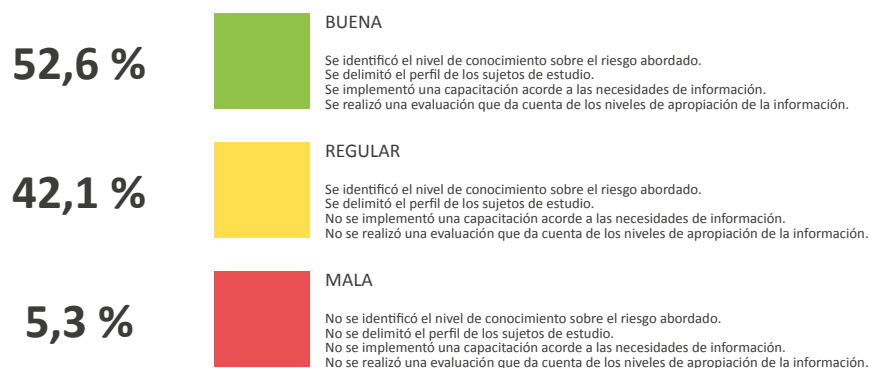 BUENA
52,6 %
Se identificó el nivel de conocimiento sobre el riesgo abordado.
Se delimitó el perfil de los sujetos de estudio.
Se implementó una capacitación acorde a las necesidades de información.
Se realizó una evaluación que da cuenta de los niveles de apropiación de la información.
REGULAR
42,1 %
Se identificó el nivel de conocimiento sobre el riesgo abordado.
Se delimitó el perfil de los sujetos de estudio.
No se implementó una capacitación acorde a las necesidades de información.
No se realizó una evaluación que da cuenta de los niveles de apropiación de la información.
MALA
5,3 %
No se identificó el nivel de conocimiento sobre el riesgo abordado.
No se delimitó el perfil de los sujetos de estudio.
No se implementó una capacitación acorde a las necesidades de información.
No se realizó una evaluación que da cuenta de los niveles de apropiación de la información.